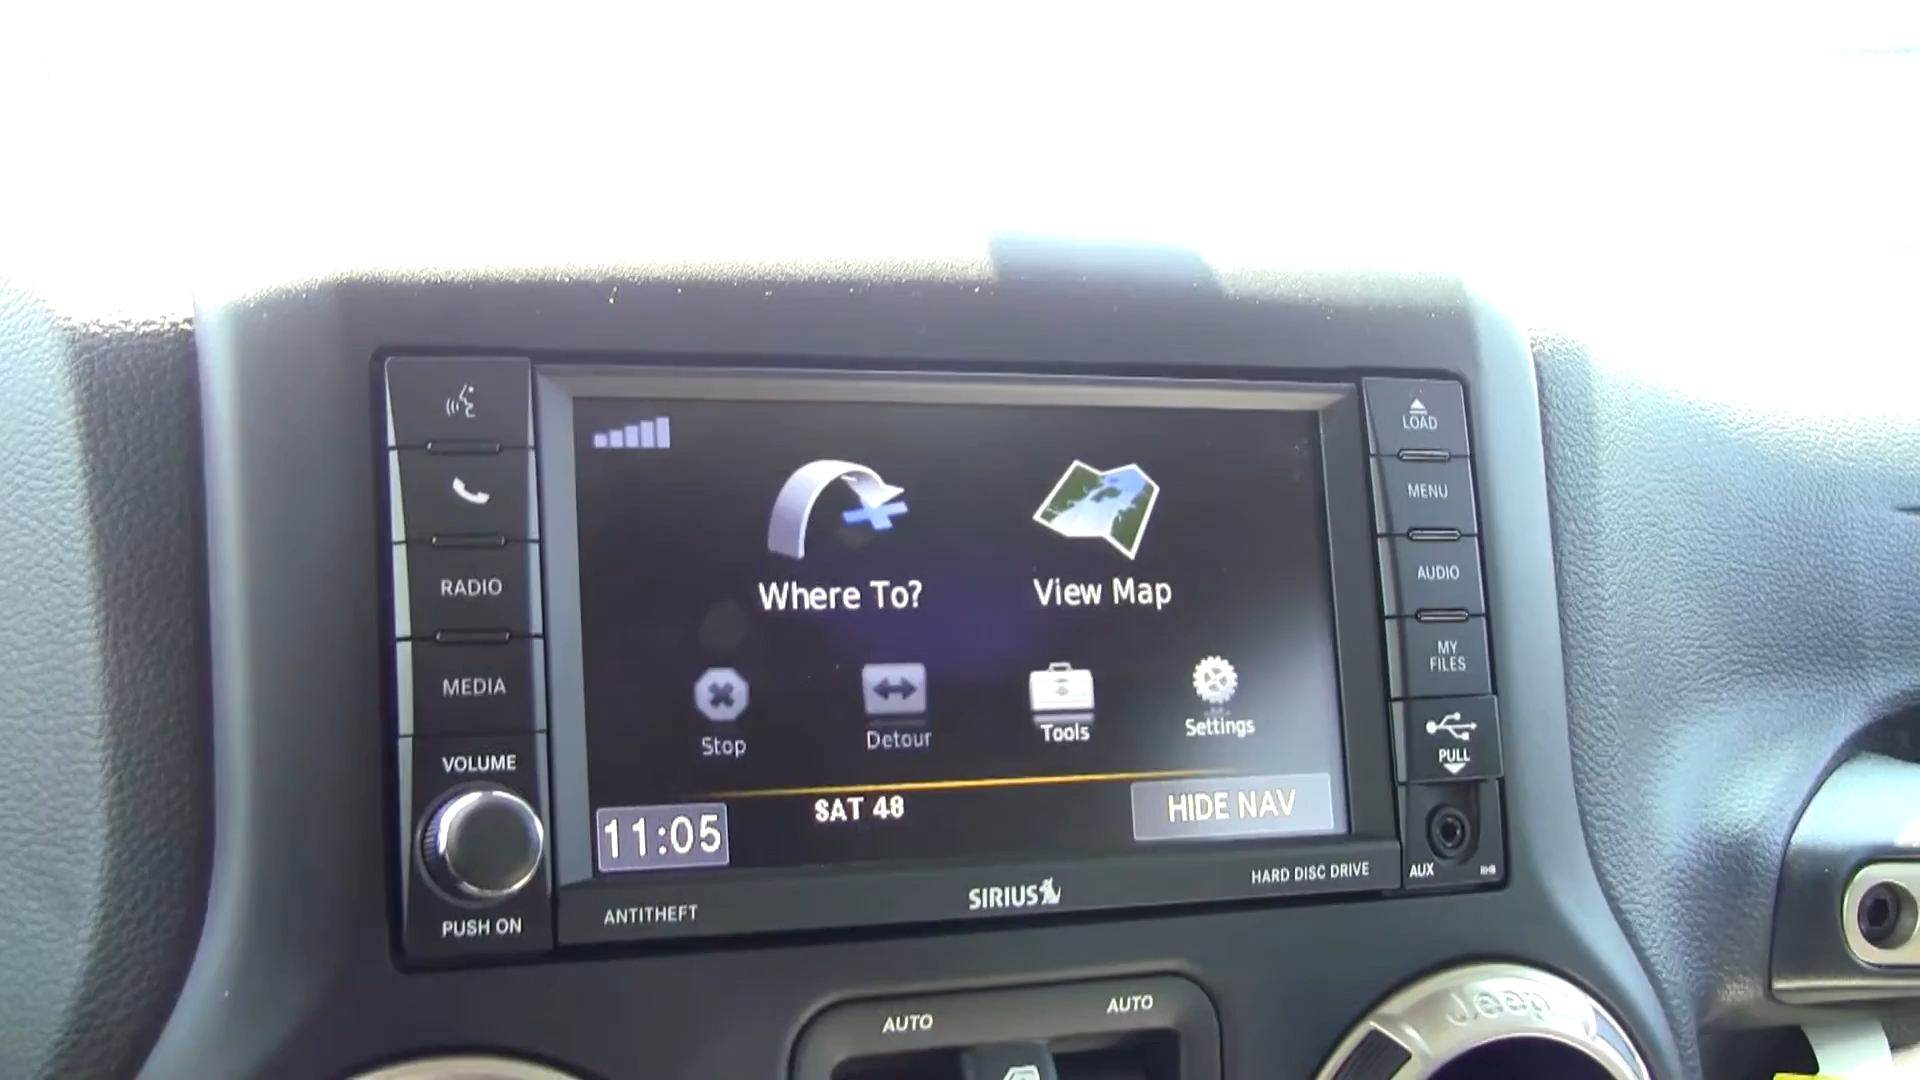 LOAD
MENU
RADIO
AUDIO
Where To?
View Map
MEDIA
MY
FILES
Stop
Detour
Tools
Settings
PULL
VOLUME
11:05
SAT 48
HIDE NAV
PUSH ON
ANTITHEFT
SIRIUS
HARD DISC DRIVE
AUX
RHB
AUTO
AUTO
Jeep